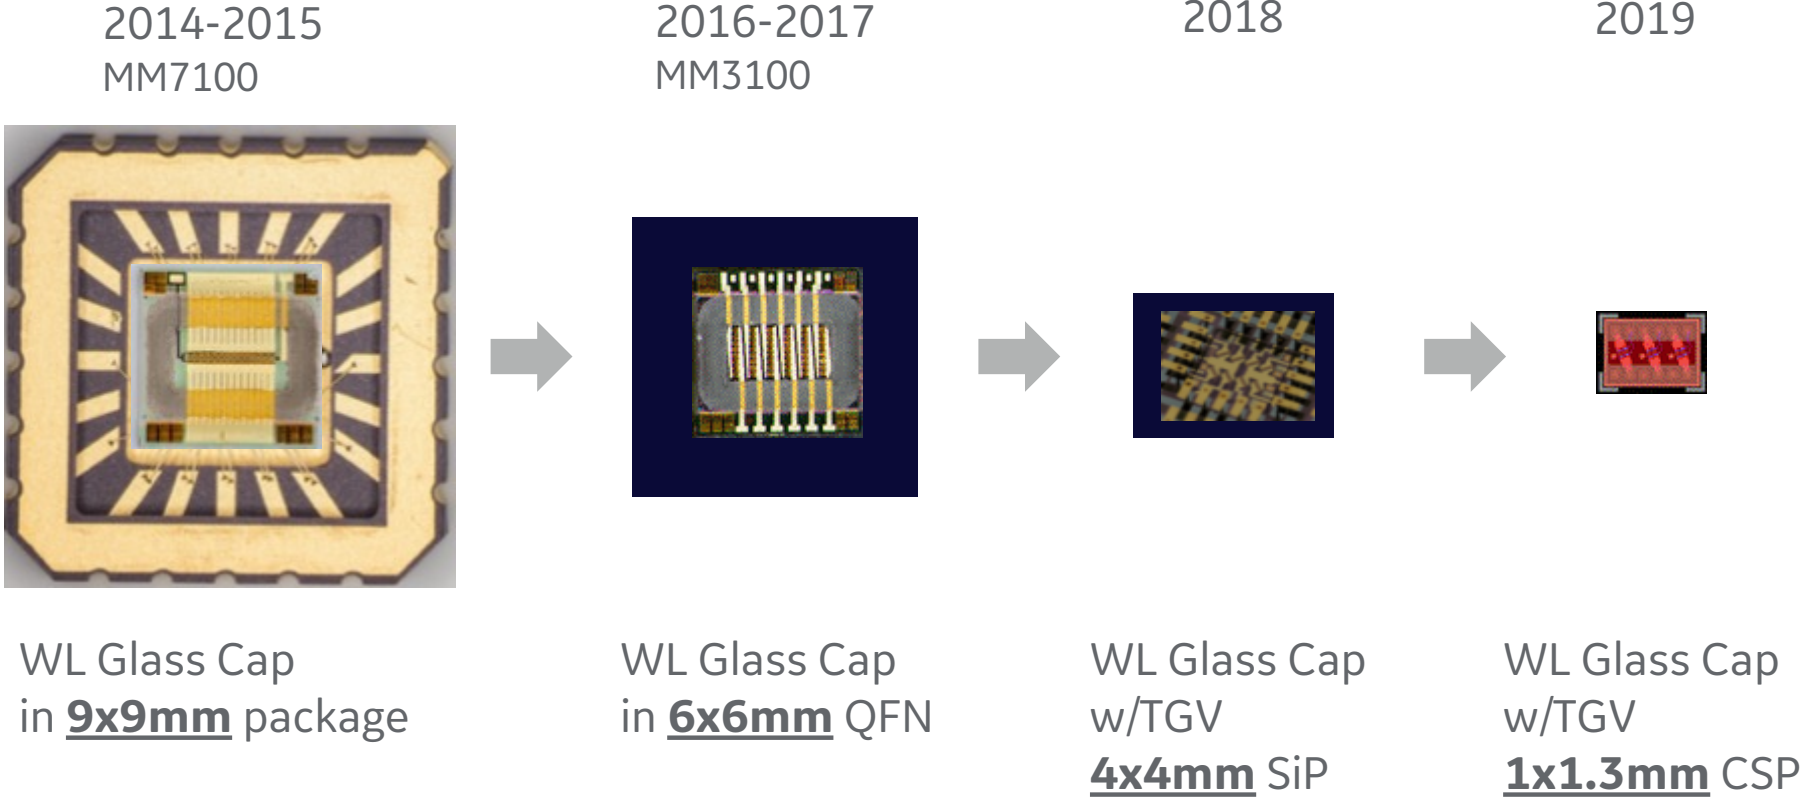 2014-2015
MM7100
2016-2017
MM3100
2018
2019
WL Glass Cap
in 9x9mm package
WL Glass Cap
in 6x6mm QFN
WL Glass Cap
w/TGV
4x4mm SiP
WL Glass Cap
w/TGV
1x1.3mm CSP